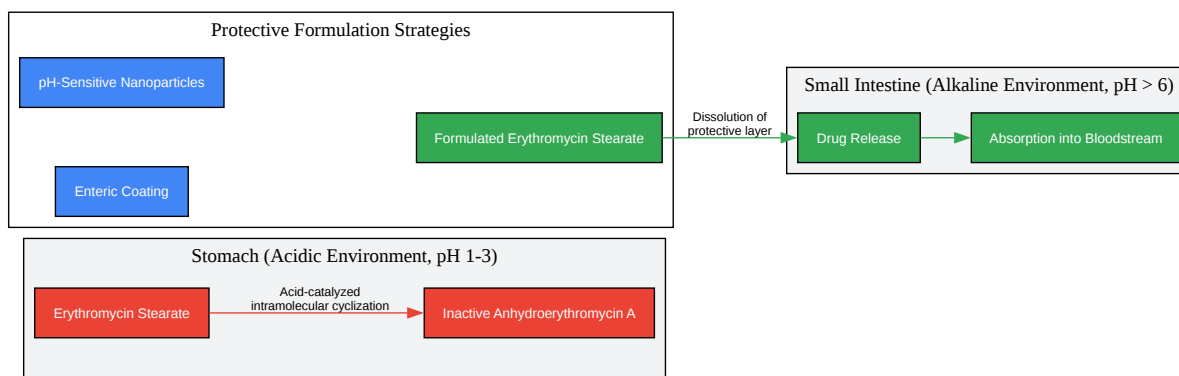 Protective Formulation Strategies
pH-Sensitive Nanoparticles
Formulated Erythromycin Stearate
Enteric Coating
Dissolution of
protective layer
Small Intestine (Alkaline Environment, pH > 6)
Drug Release
Absorption into Bloodstream
Stomach (Acidic Environment, pH 1-3)
Erythromycin Stearate
Acid-catalyzed
intramolecular cyclization
Inactive Anhydroerythromycin A